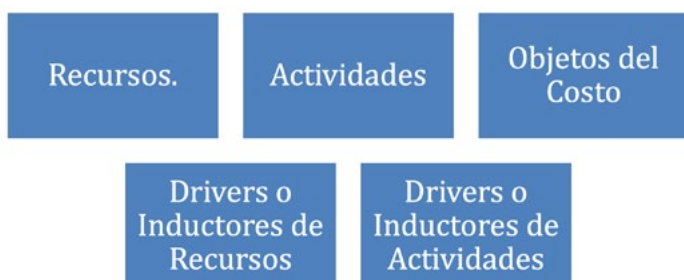 Recursos.
Actividades
Objetos del
Costo
Drivers o
Inductores de
Recursos
Drivers o
Inductores de
Actividades